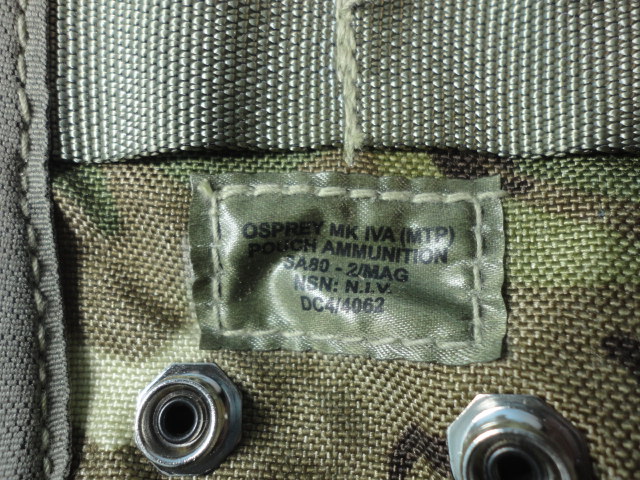 OSPREY MK IVA (MTP)
POUCH AMMUNITION
SA80 - 2/MAG
NSN: N.I.V.
DC4/4062